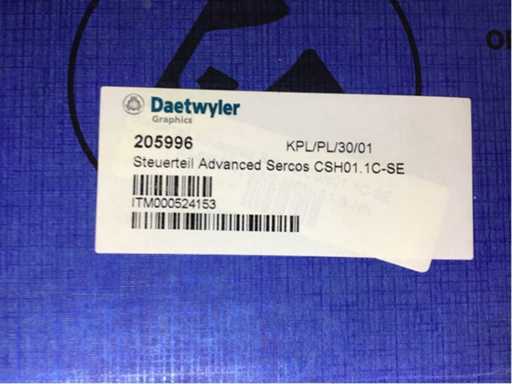 Daetwyler
Graphics
205996 KPL/PL/30/01
Steuerteil Advanced Sercos CSH01.1C-SE
ITM000524153